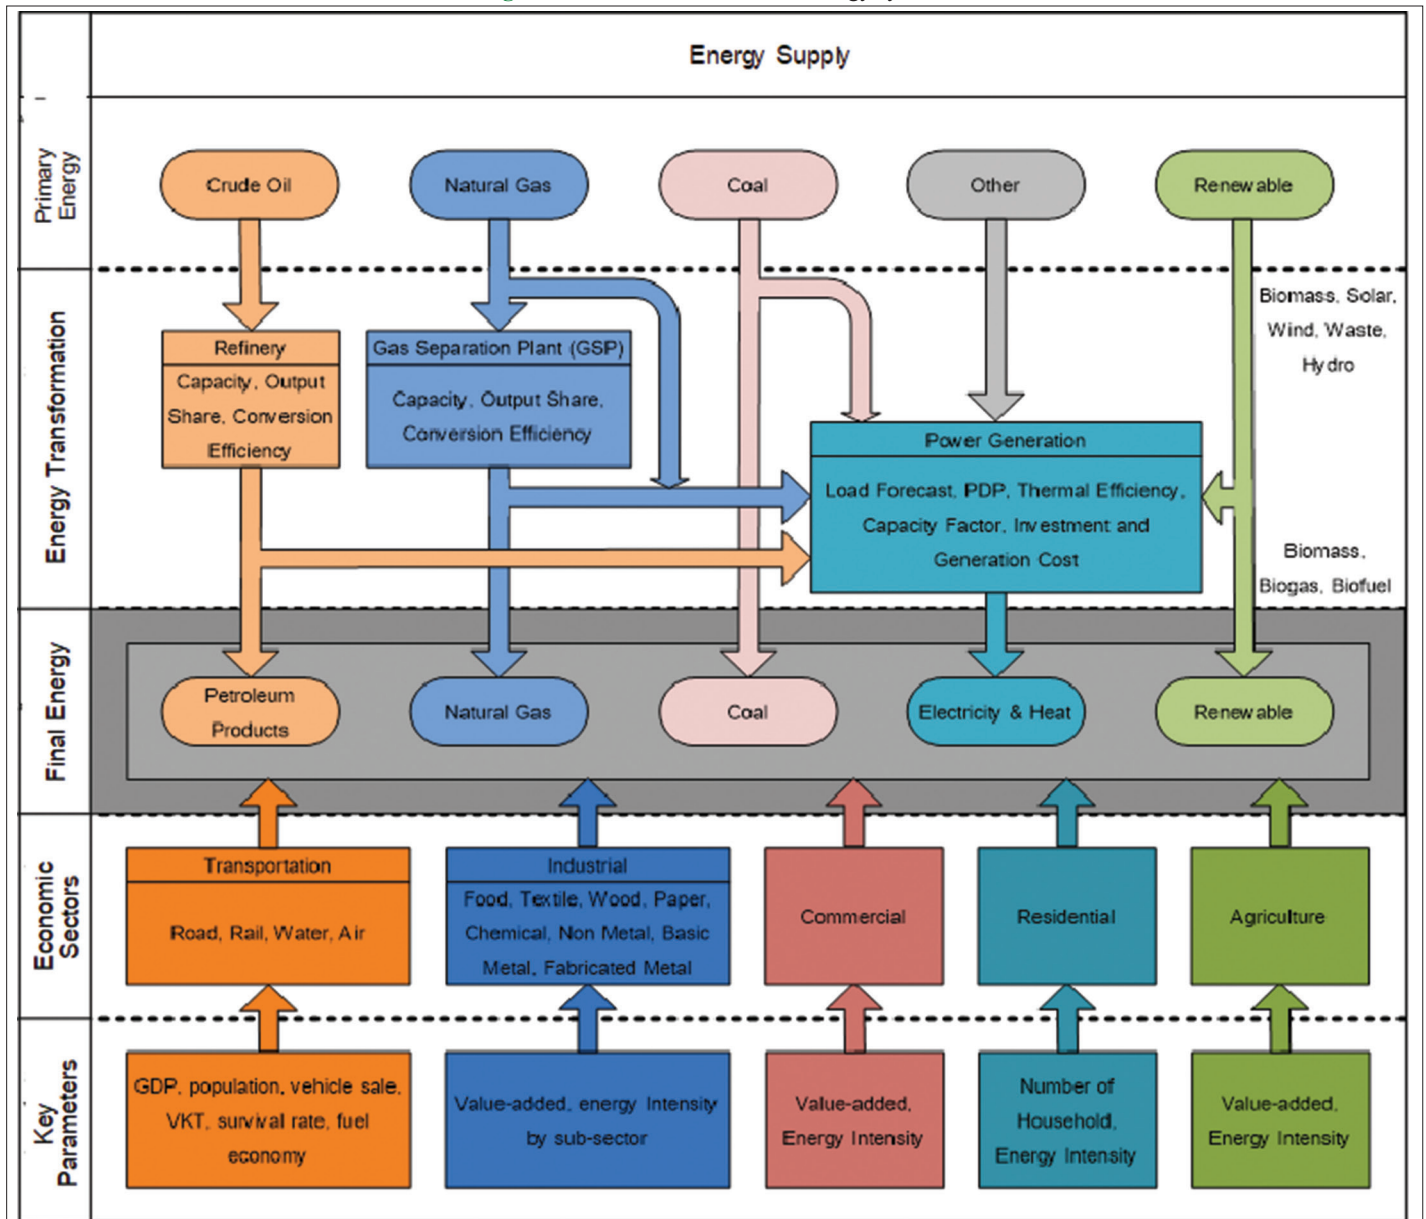 Energy Supply
Primary
Energy
Crude Oil
Natural Gas
Coal
Other
Renewable
Energy Transformation
Biomass, Solar,
Wind, Waste,
Hydro
Refinery
Capacity, Output
Share, Conversion
Efficiency
Gas Separation Plant (GSP)
Capacity, Output Share,
Conversion Efficiency
Power Generation
Load Forecast, PDP, Thermal Efficiency,
Capacity Factor, Investment and
Generation Cost
Biomass,
Biogas, Biofuel
Final Energy
Petroleum
Products
Natural Gas
Coal
Electricity & Heat
Renewable
Economic
Sectors
Transportation
Road, Rail, Water, Air
Industrial
Food, Textile, Wood, Paper,
Chemical, Non Metal, Basic
Metal, Fabricated Metal
Commercial
Residential
Agriculture
Key
Parameters
GDP, population, vehicle sale,
VKT, survival rate, fuel
economy
Value-added, energy Intensity
by sub-sector
Value-added,
Energy Intensity
Number of
Household,
Energy Intensity
Value-added,
Energy Intensity